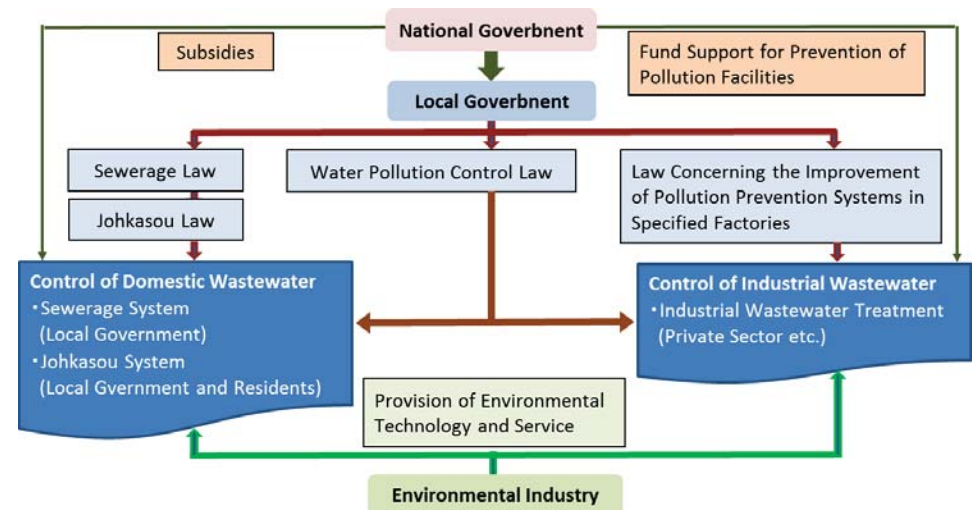 National Goverbnent
Subsidies
Fund Support for Prevention of
Pollution Facilities
Local Goverbnent
Sewerage Law
Water Pollution Control Law
Law Concerning the Improvement
of Pollution Prevention Systems in
Specified Factories
Johkasou Law
Control of Domestic Wastewater
・Sewerage System
(Local Government)
・Johkasou System
(Local Gvernment and Residents)
Control of Industrial Wastewater
・Industrial Wastewater Treatment
(Private Sector etc.)
Provision of Environmental
Technology and Service
Environmental Industry